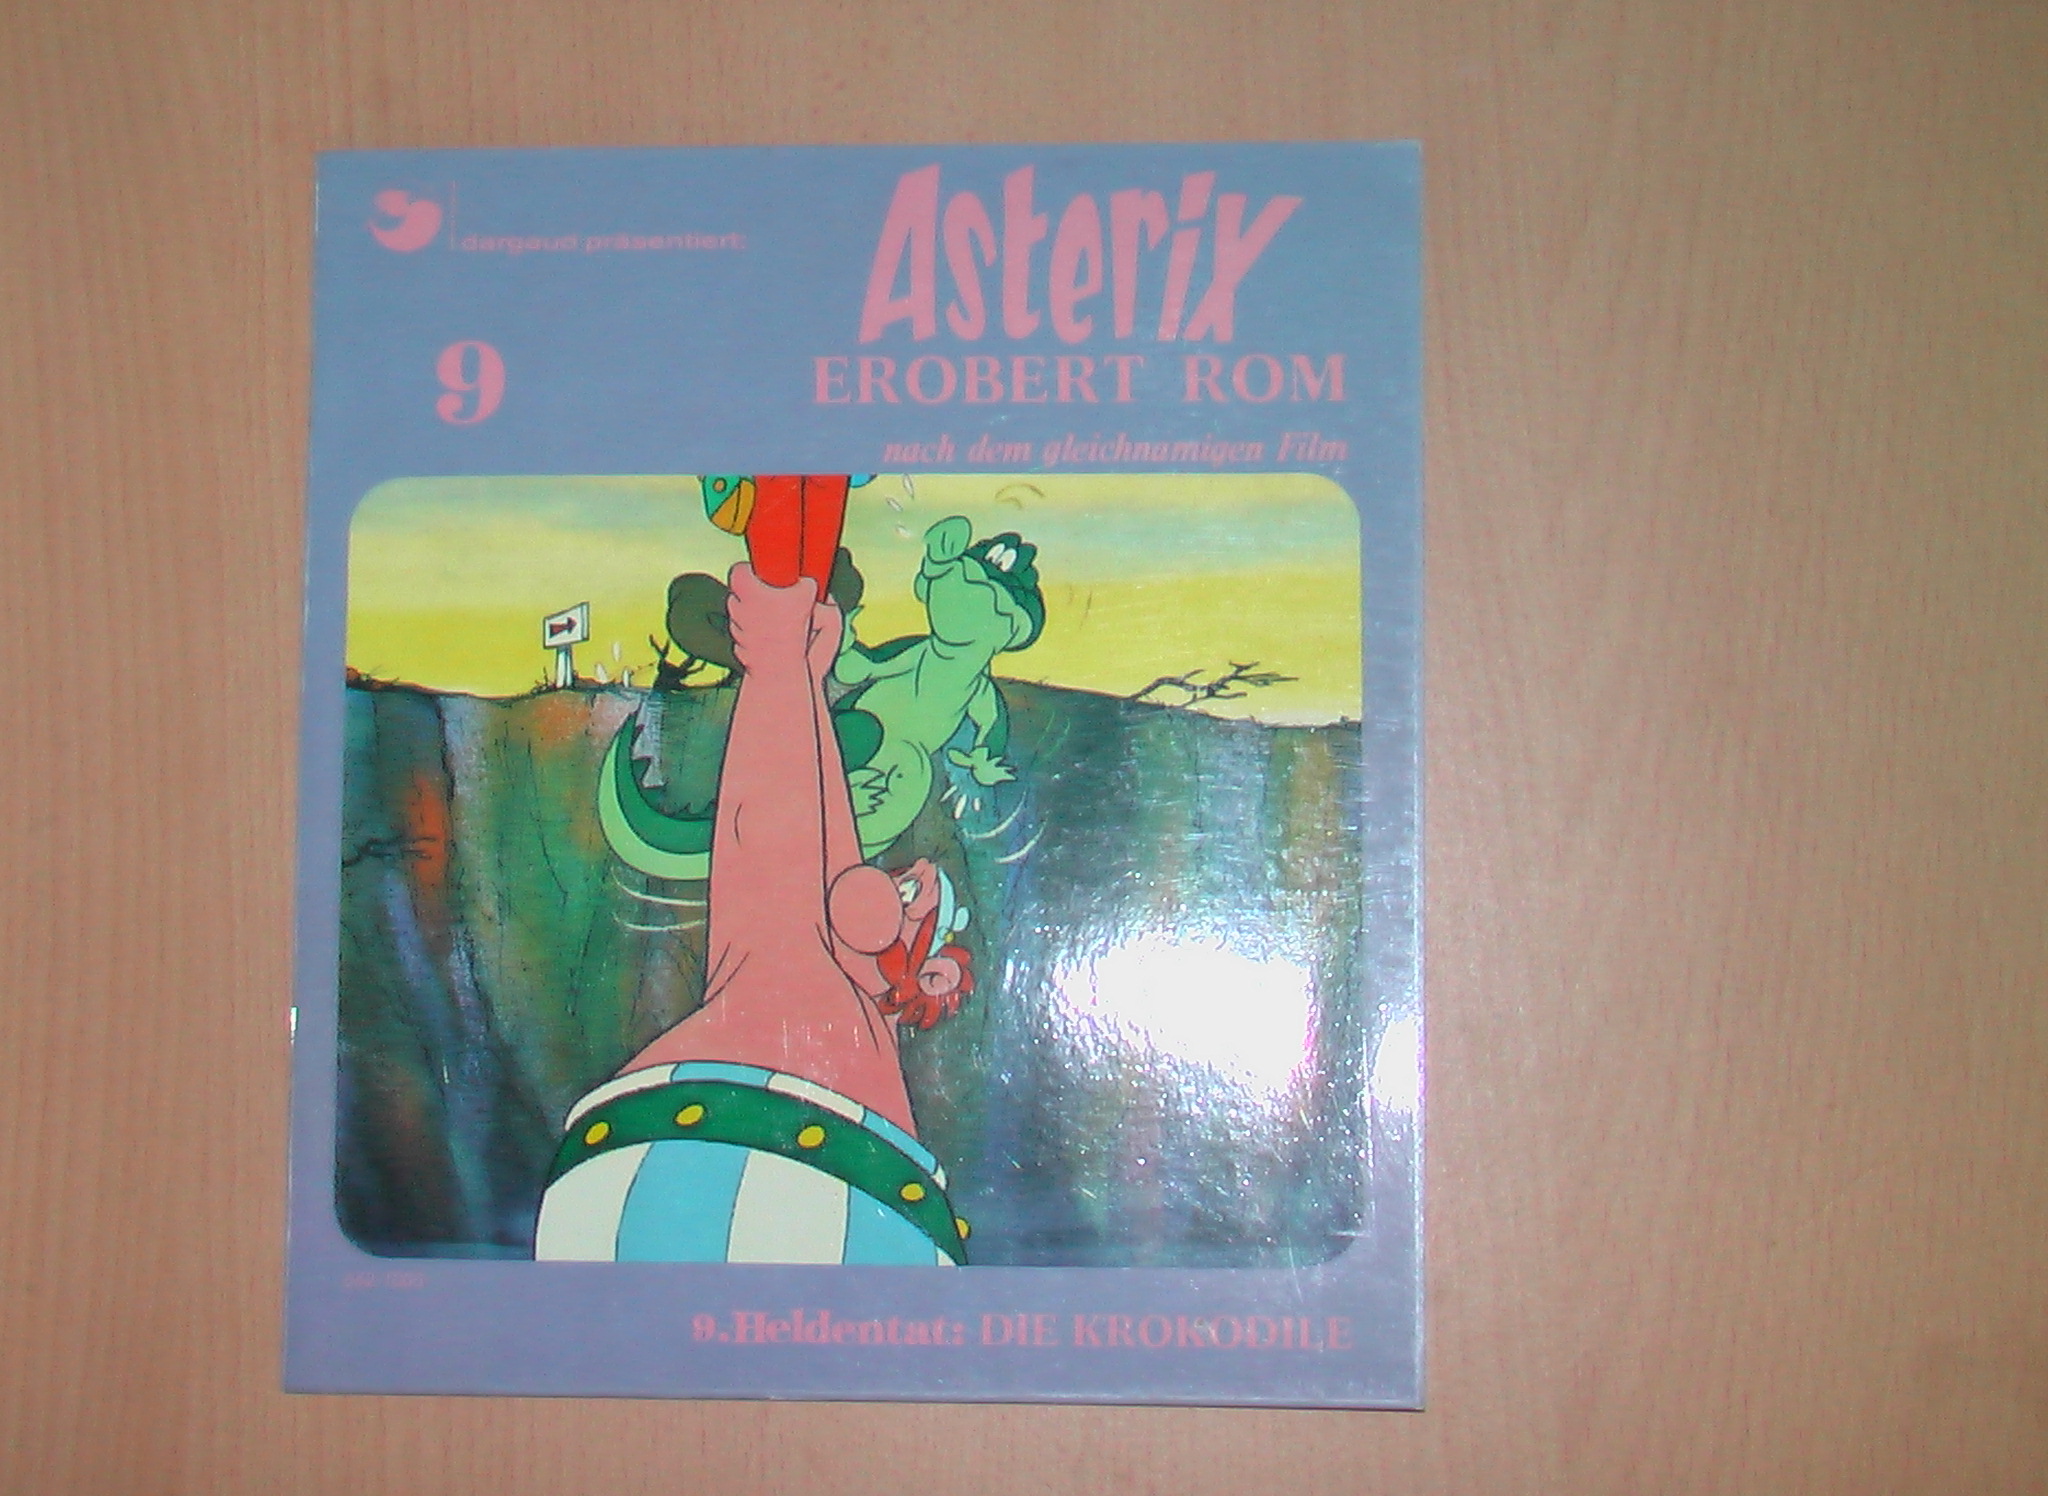 dargaud präsentiert:
Asterix
EROBERT ROM
9
nach dem gleichnamigen Film
9.Heldentat: DIE KROKODILE